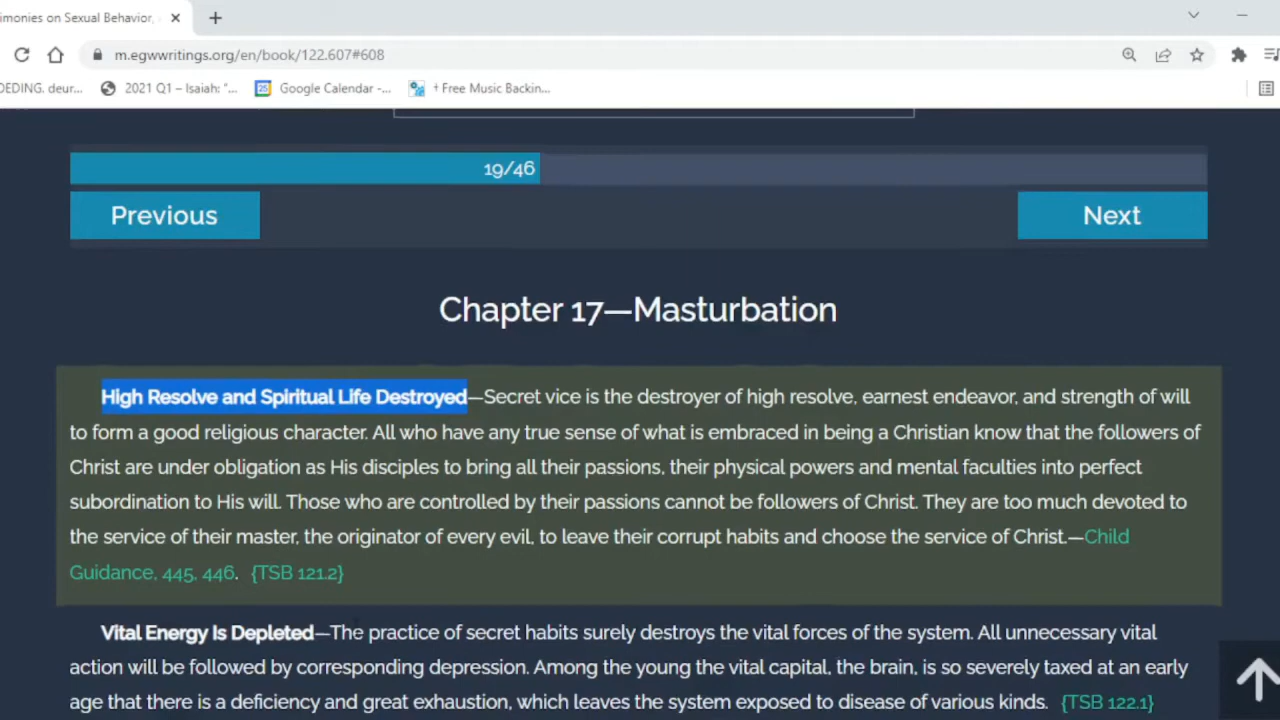 imonies on Sexual Behavior,
m.egwwritings.org/en/book/122.607#608
OEDING. deur...
2021 Q1 – Isaiah: "...
25
Google Calendar -...
† Free Music Backin...
19/46
Previous
Next
Chapter 17—Masturbation
High Resolve and Spiritual Life Destroyed—Secret vice is the destroyer of high resolve, earnest endeavor, and strength of will
to form a good religious character. All who have any true sense of what is embraced in being a Christian know that the followers of
Christ are under obligation as His disciples to bring all their passions, their physical powers and mental faculties into perfect
subordination to His will. Those who are controlled by their passions cannot be followers of Christ. They are too much devoted to
the service of their master, the originator of every evil, to leave their corrupt habits and choose the service of Christ.—Child
Guidance, 445, 446. {TSB 121.2}
Vital Energy Is Depleted—The practice of secret habits surely destroys the vital forces of the system. All unnecessary vital
action will be followed by corresponding depression. Among the young the vital capital, the brain, is so severely taxed at an early
age that there is a deficiency and great exhaustion, which leaves the system exposed to disease of various kinds. {TSB 122.1}